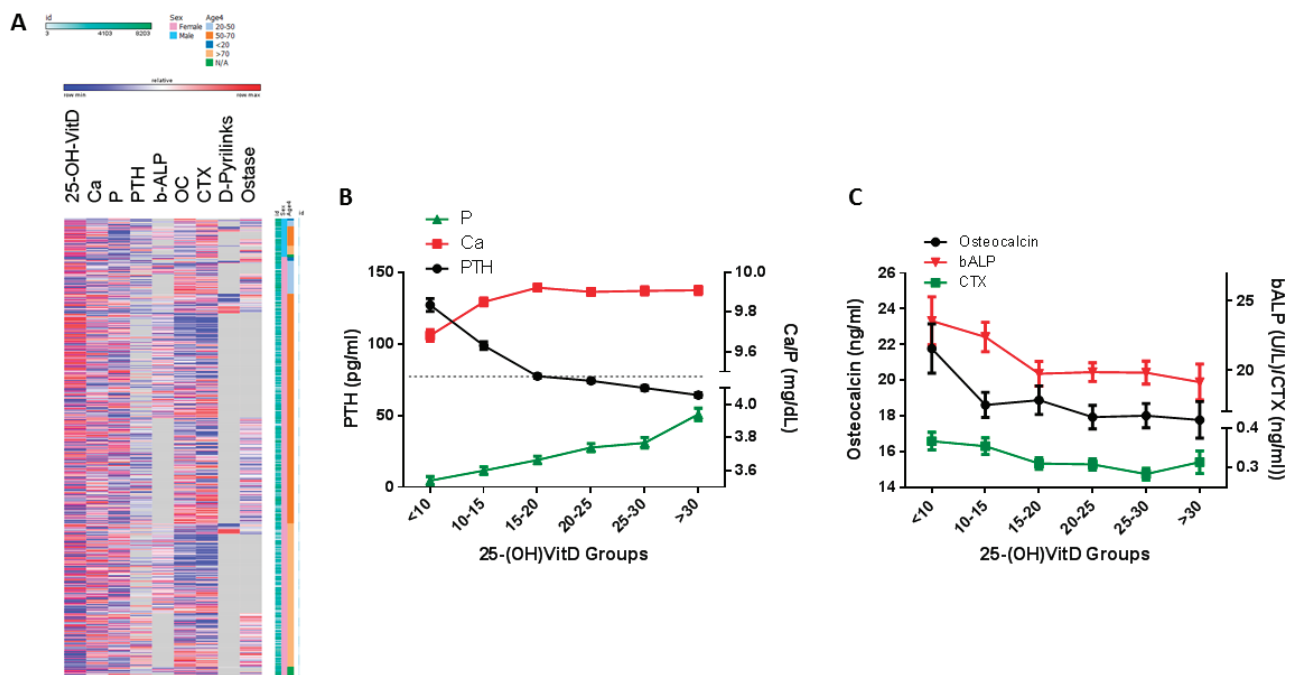 A
id
3 4103 8203
Sex
Female
Male
Age4
20-50
50-70
<20
>70
N/A
relative
row min row max
25-OH-VitD
Ca
P
PTH
b-ALP
OC
CTX
D-Pyrilinks
Ostase
id
Sex
Age4
id
B
P
Ca
PTH
150
100
50
0
PTH (pg/ml)
10.0
9.8
9.6
4.0
3.8
3.6
Ca/P (mg/dL)
<10
10-15
15-20
20-25
25-30
>30
25-(OH)VitD Groups
C
Osteocalcin
bALP
CTX
26
24
22
20
18
16
14
Osteocalcin (ng/ml)
25
20
0.4
0.3
bALP (U/L)/CTX (ng/ml))
<10
10-15
15-20
20-25
25-30
>30
25-(OH)VitD Groups